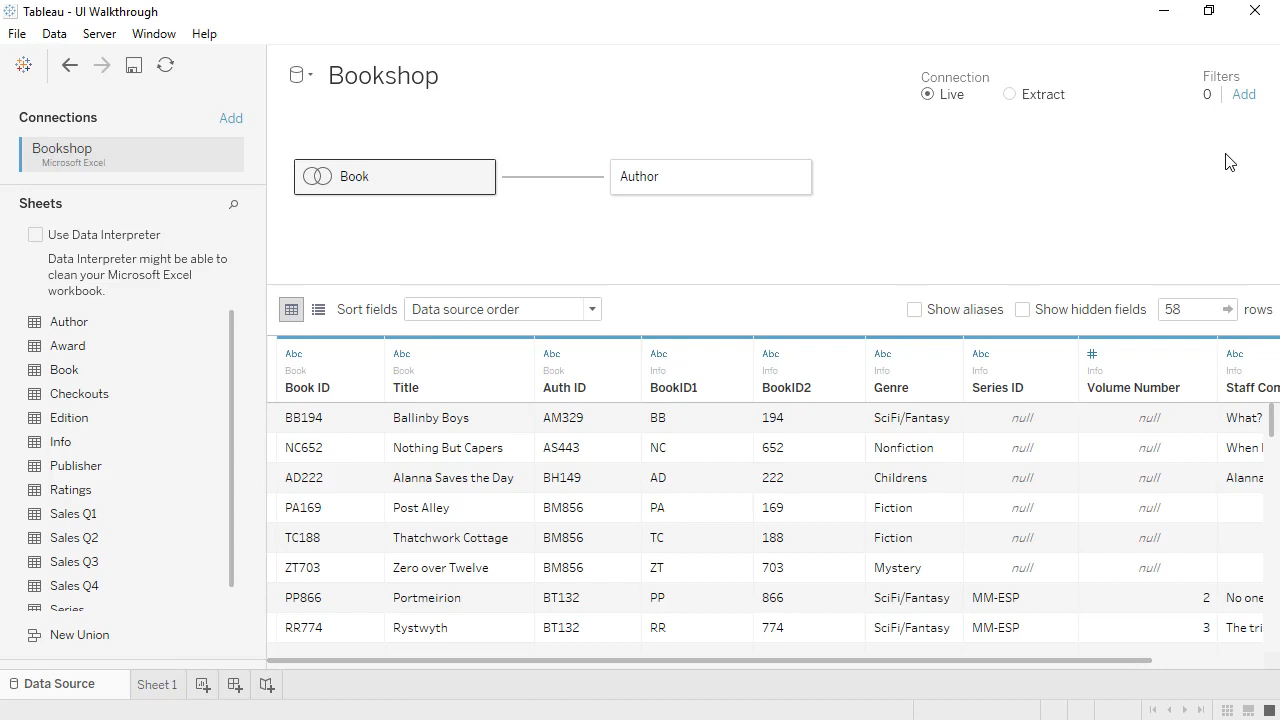 Tableau - UI Walkthrough
File Data Server Window Help
Connections Add
Bookshop
Microsoft Excel
Sheets
Use Data Interpreter
Data Interpreter might be able to
clean your Microsoft Excel
workbook.
Author
Award
Book
Checkouts
Edition
Info
Publisher
Ratings
Sales Q1
Sales Q2
Sales Q3
Sales Q4
Series
New Union
Bookshop
Connection
Live Extract
Filters
0 Add
Book Author
Sort fields Data source order Show aliases Show hidden fields 58 rows
Abc Abc Abc Abc Abc Abc Abc # Abc
Book Book Book Info Info Info Info Info Info
Book ID Title Auth ID BookID1 BookID2 Genre Series ID Volume Number Staff Com
BB194 Ballinby Boys AM329 BB 194 SciFi/Fantasy null null What?
NC652 Nothing But Capers AS443 NC 652 Nonfiction null null When
AD222 Alanna Saves the Day BH149 AD 222 Childrens null null Alanna
PA169 Post Alley BM856 PA 169 Fiction null null
TC188 Thatchwork Cottage BM856 TC 188 Fiction null null
ZT703 Zero over Twelve BM856 ZT 703 Mystery null null
PP866 Portmeirion BT132 PP 866 SciFi/Fantasy MM-ESP 2 No one
RR774 Rystwyth BT132 RR 774 SciFi/Fantasy MM-ESP 3 The tri
Data Source Sheet 1